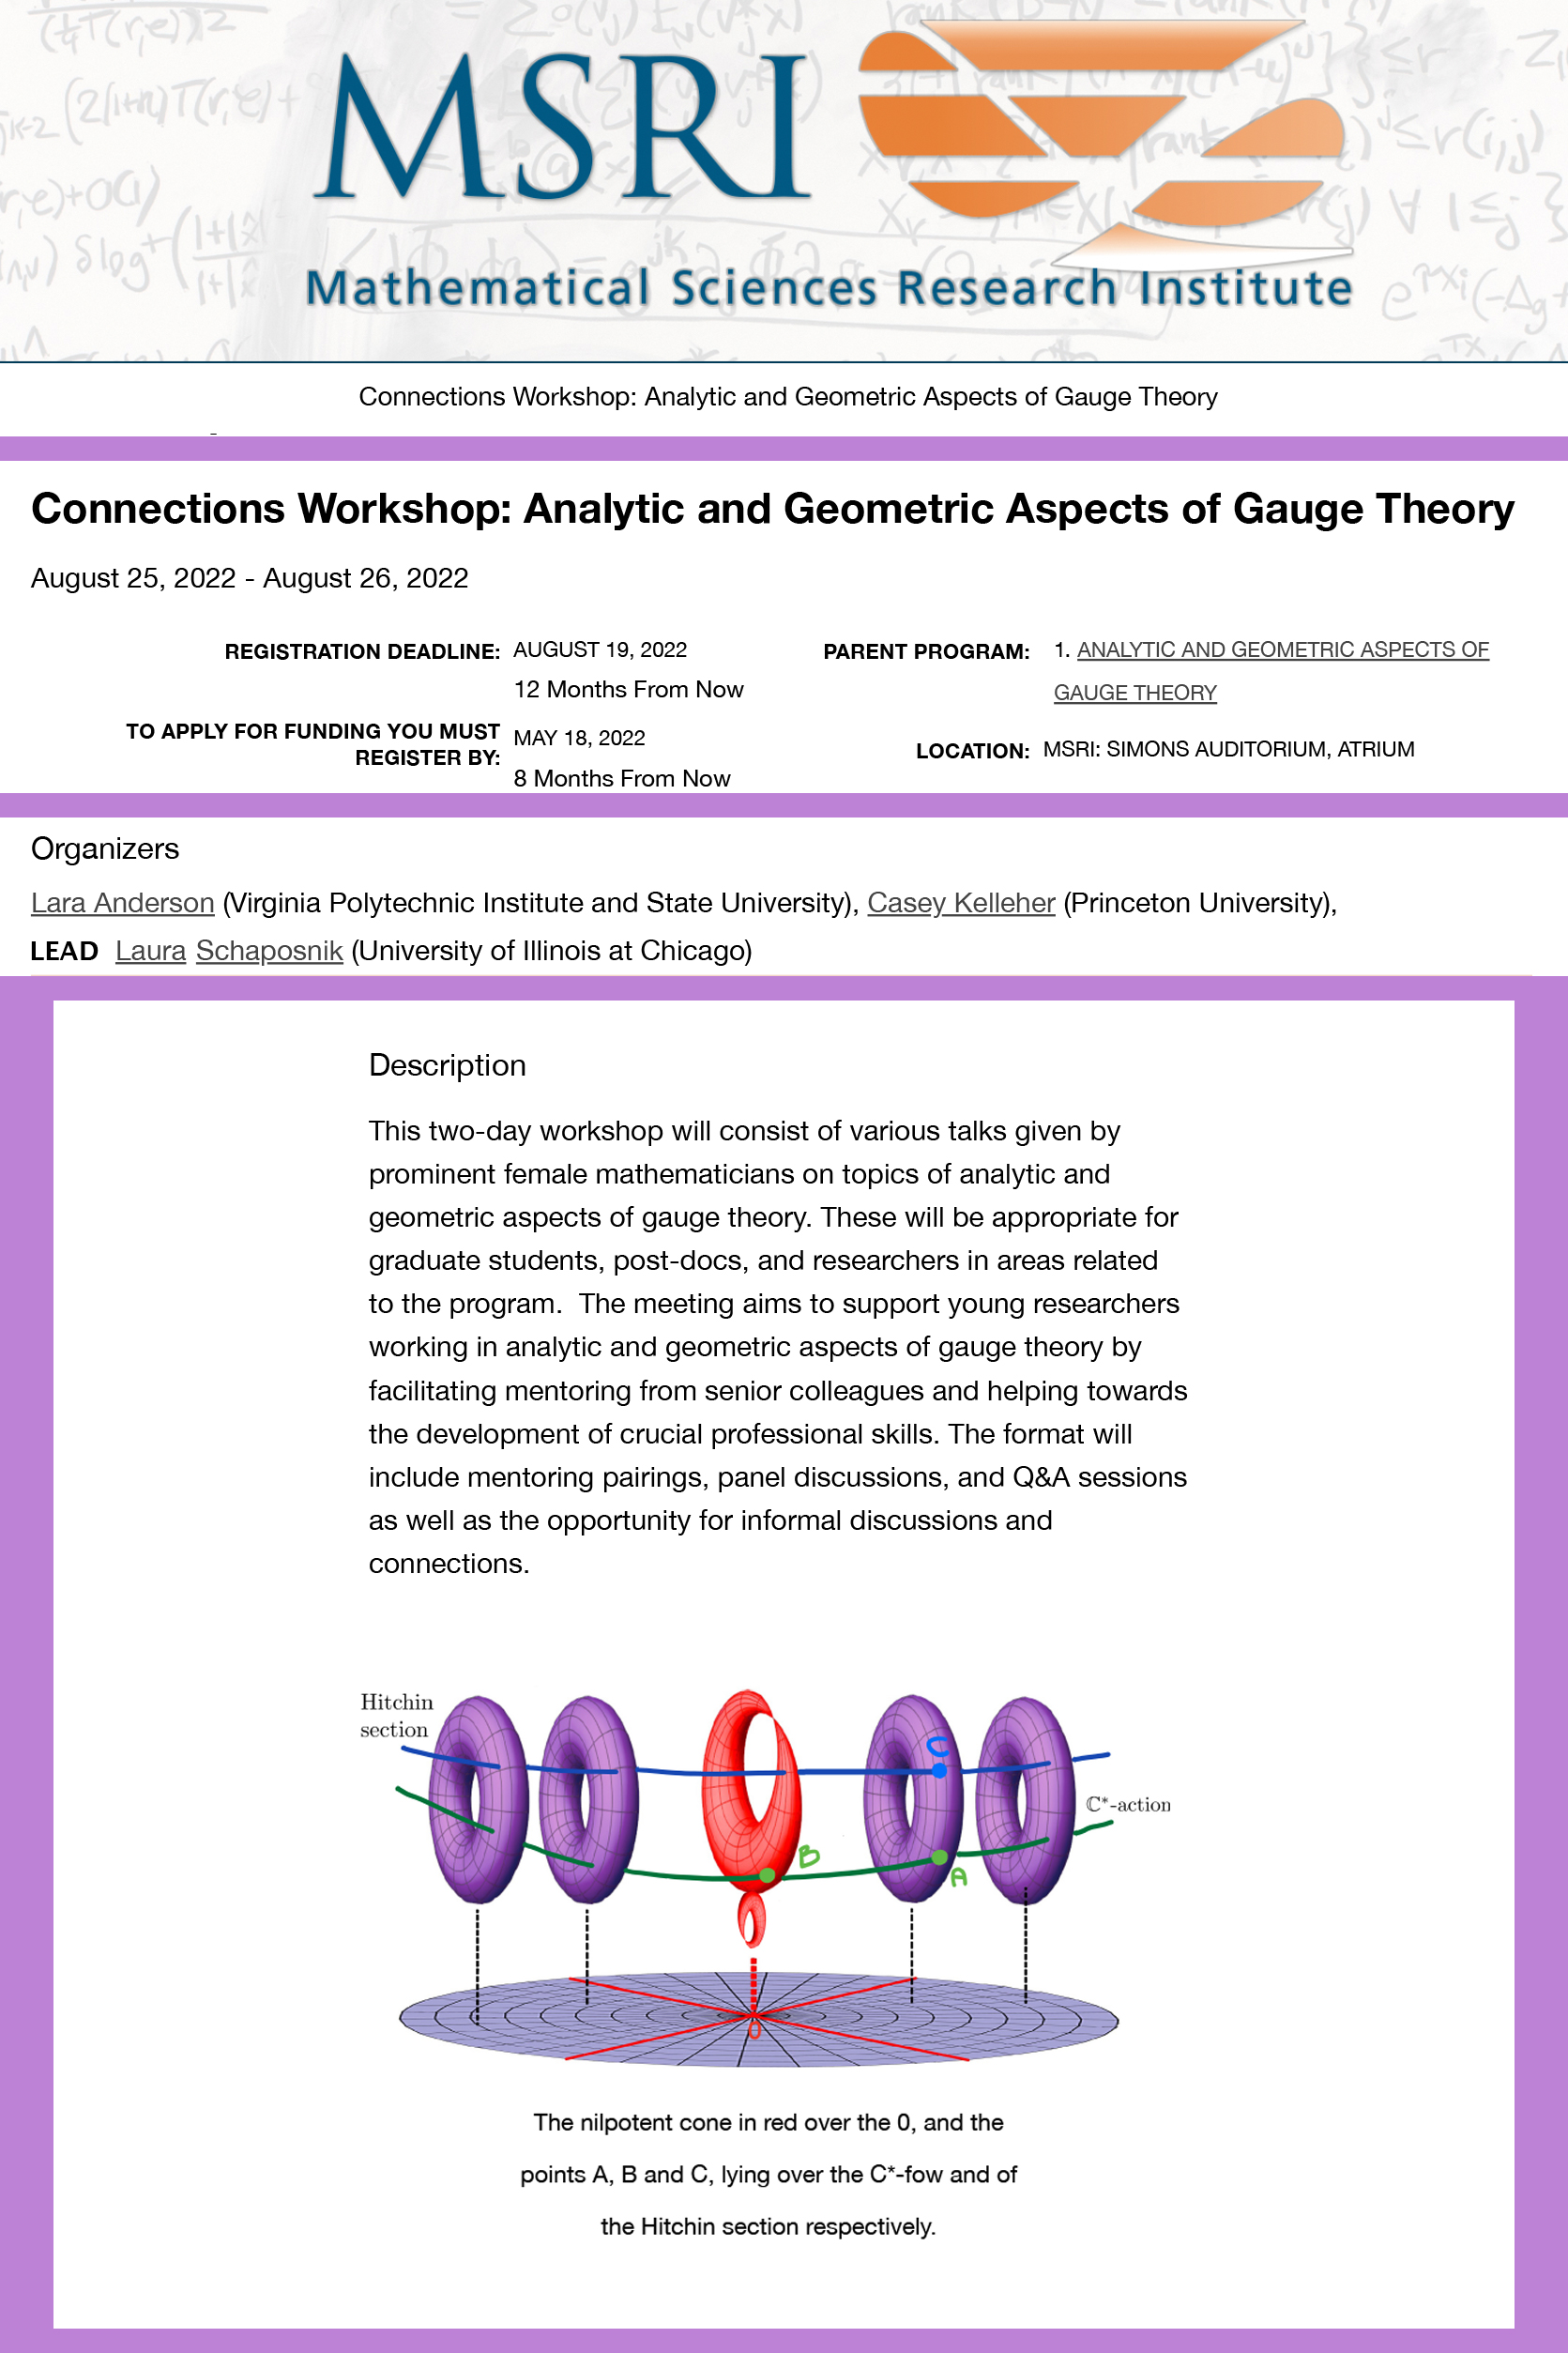 MSRI
Mathematical Sciences Research Institute
Connections Workshop: Analytic and Geometric Aspects of Gauge Theory
Connections Workshop: Analytic and Geometric Aspects of Gauge Theory
August 25, 2022 - August 26, 2022
REGISTRATION DEADLINE: AUGUST 19, 2022
12 Months From Now
TO APPLY FOR FUNDING YOU MUST
REGISTER BY:
MAY 18, 2022
8 Months From Now
PARENT PROGRAM: 1. ANALYTIC AND GEOMETRIC ASPECTS OF
GAUGE THEORY
LOCATION: MSRI: SIMONS AUDITORIUM, ATRIUM
Organizers
Lara Anderson (Virginia Polytechnic Institute and State University), Casey Kelleher (Princeton University),
LEAD Laura Schaposnik (University of Illinois at Chicago)
Description
This two-day workshop will consist of various talks given by
prominent female mathematicians on topics of analytic and
geometric aspects of gauge theory. These will be appropriate for
graduate students, post-docs, and researchers in areas related
to the program.  The meeting aims to support young researchers
working in analytic and geometric aspects of gauge theory by
facilitating mentoring from senior colleagues and helping towards
the development of crucial professional skills. The format will
include mentoring pairings, panel discussions, and Q&A sessions
as well as the opportunity for informal discussions and
connections.
Hitchin
section
C
ℂ*-action
B
A
0
The nilpotent cone in red over the 0, and the
points A, B and C, lying over the C*-fow and of
the Hitchin section respectively.